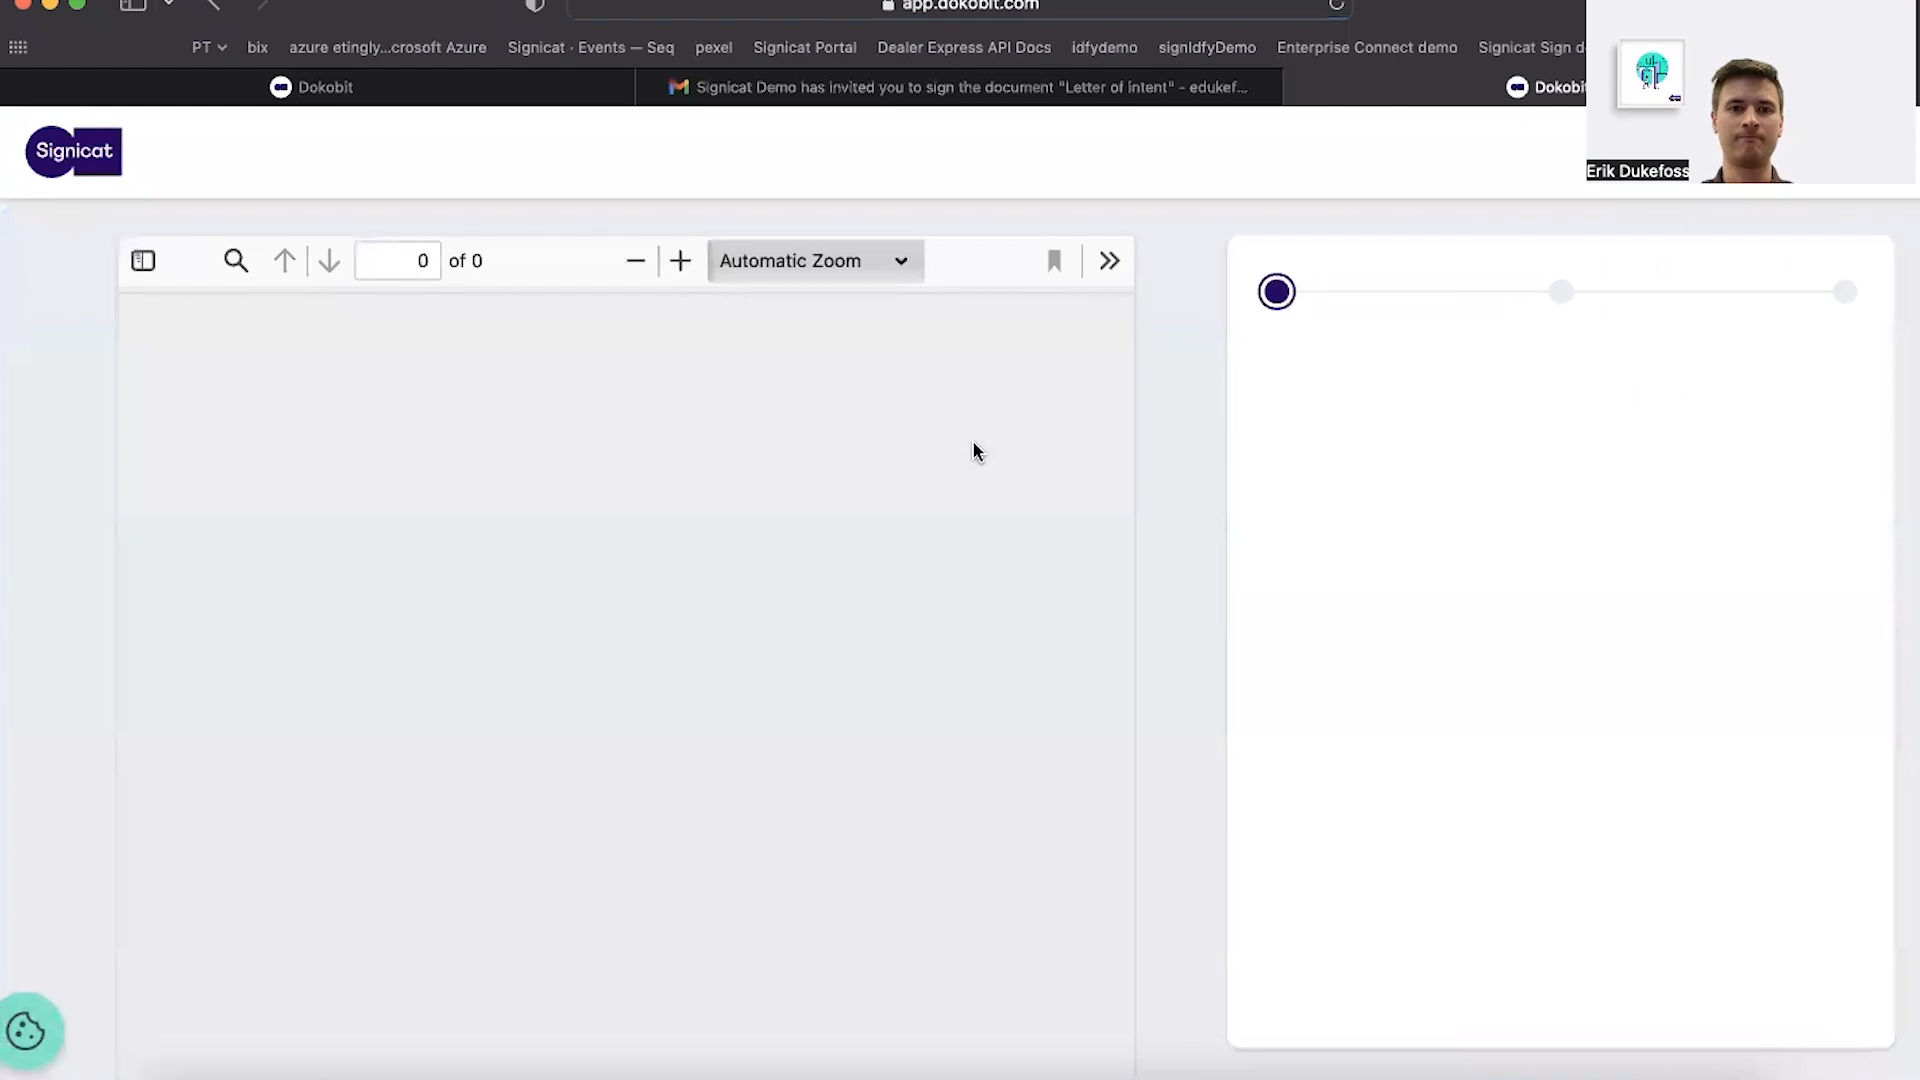 app.dokobit.com
PT
bix
azure etingly...crosoft Azure
Signicat · Events — Seq
pexel
Signicat Portal
Dealer Express API Docs
idfydemo
signIdfyDemo
Enterprise Connect demo
Signicat Sign d
Dokobit
Signicat Demo has invited you to sign the document "Letter of intent" - edukef...
Dokobit
Signicat
Erik Dukefoss
0 of 0
Automatic Zoom